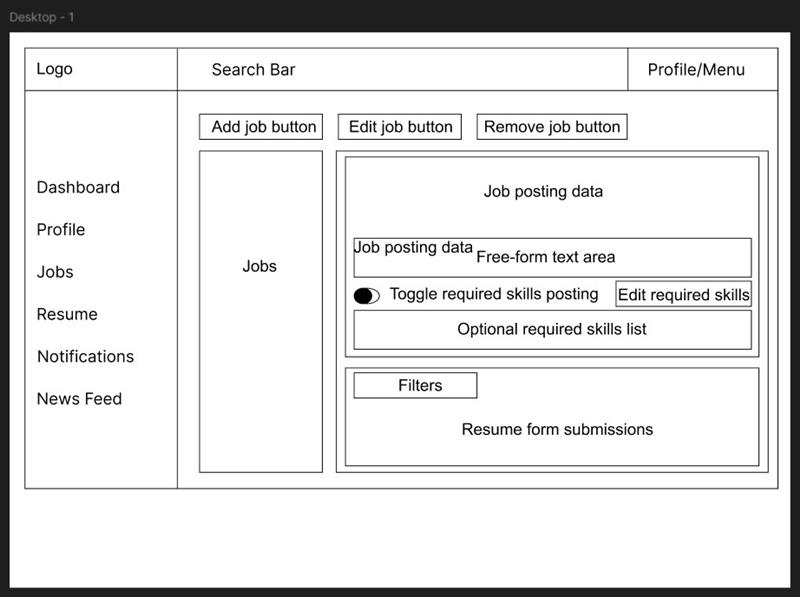 Desktop - 1
Logo
Search Bar
Profile/Menu
Add job button
Edit job button
Remove job button
Dashboard
Profile
Jobs
Resume
Notifications
News Feed
Jobs
Job posting data
Job posting data
Free-form text area
Toggle required skills posting
Edit required skills
Optional required skills list
Filters
Resume form submissions